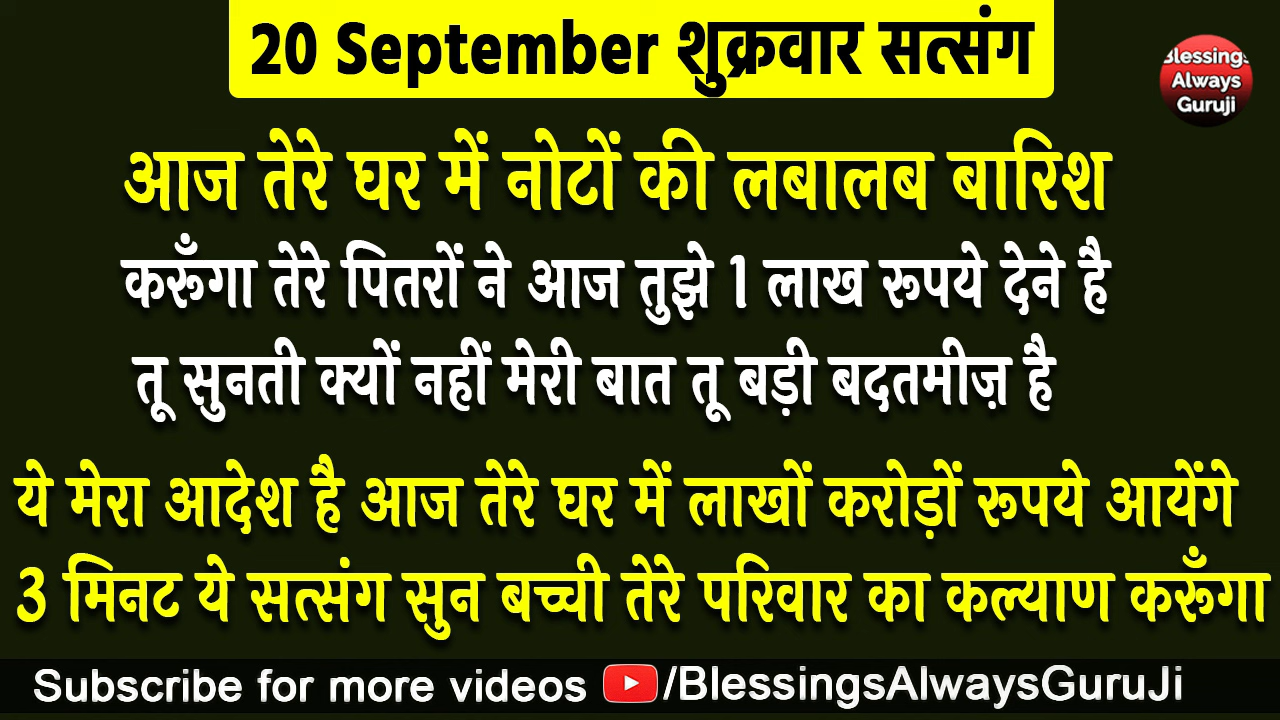 20 September शुक्रवार सत्संग
Blessings
Always
Guruji
आज तेरे घर में नोटों की लबालब बारिश
करूँगा तेरे पितरों ने आज तुझे 1 लाख रूपये देने है
तू सुनती क्यों नहीं मेरी बात तू बड़ी बदतमीज़ है
ये मेरा आदेश है आज तेरे घर में लाखों करोड़ों रूपये आयेंगे
3 मिनट ये सत्संग सुन बच्ची तेरे परिवार का कल्याण करूँगा
Subscribe for more videos /BlessingsAlwaysGuruJi